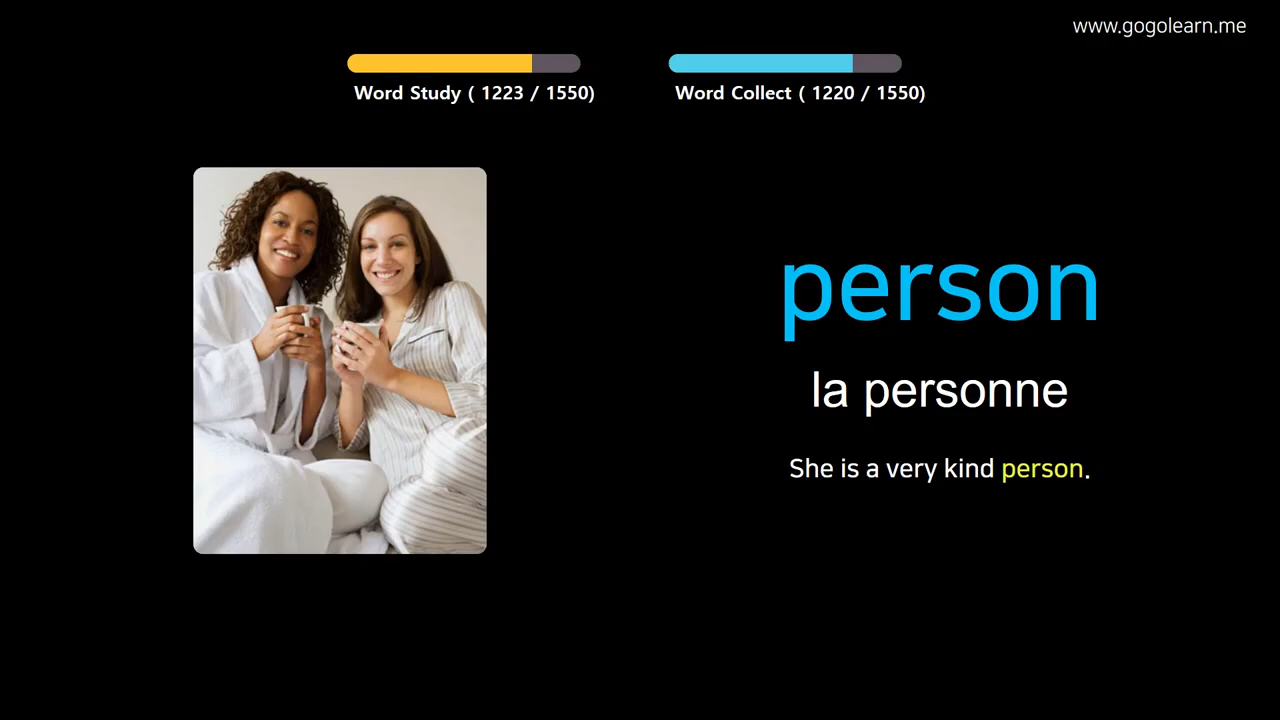 www.gogolearn.me
Word Study ( 1223 / 1550)
Word Collect ( 1220 / 1550)
person
la personne
She is a very kind person.